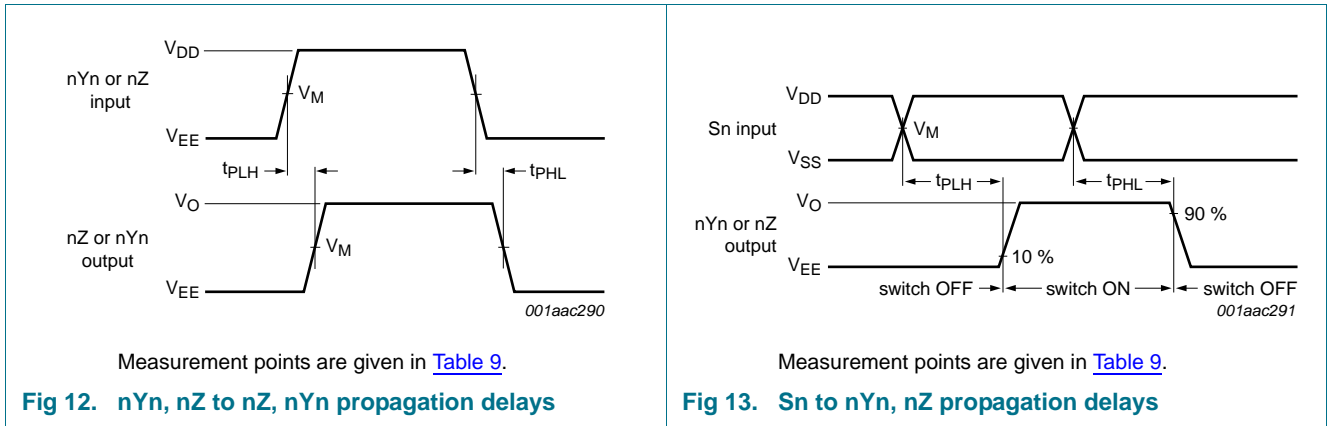 VDD
nYn or nZ
input
VM
VEE
tPLH
tPHL
VO
nZ or nYn
output
VM
VEE
001aac290
Measurement points are given in Table 9.
Fig 12. nYn, nZ to nZ, nYn propagation delays
VDD
Sn input
VM
VSS
tPLH
tPHL
VO
nYn or nZ
output
90 %
10 %
VEE
switch OFF
switch ON
switch OFF
001aac291
Measurement points are given in Table 9.
Fig 13. Sn to nYn, nZ propagation delays